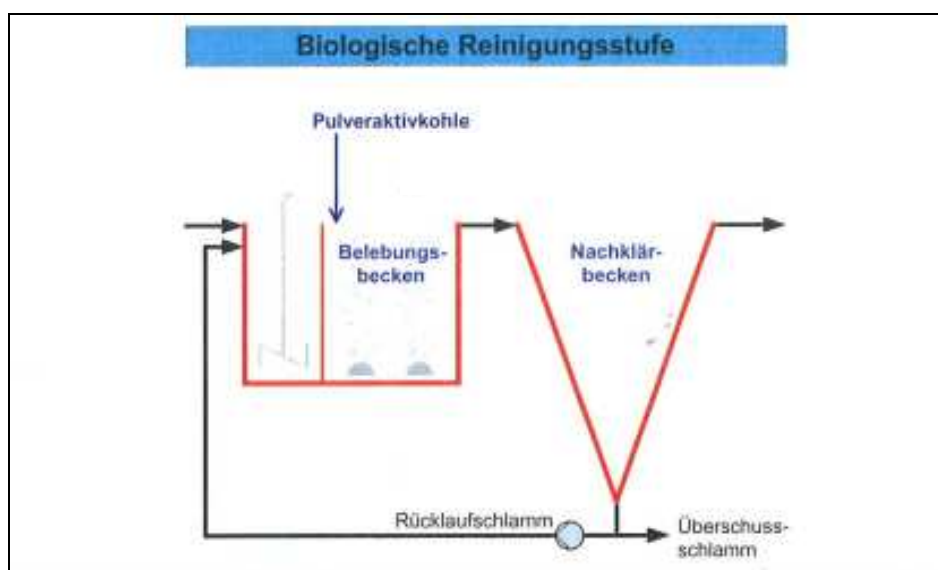 Biologische Reinigungsstufe
Pulveraktivkohle
Belebungs-
becken
Nachklär-
becken
Rücklaufschlamm
Überschuss-
schlamm